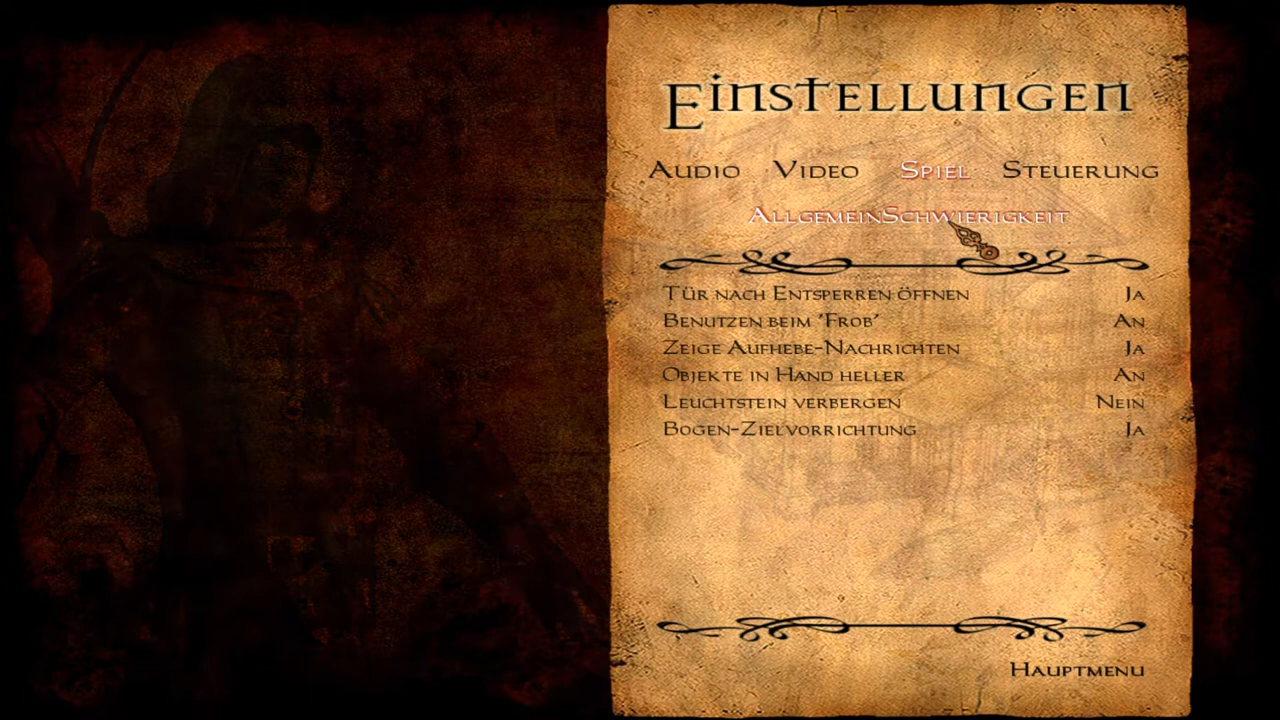 Einstellungen
Audio Video Spiel Steuerung
AllgemeinSchwierigkeit
Tür nach Entsperren öffnen Ja
Benutzen beim 'Frob' An
Zeige Aufhebe-Nachrichten Ja
Objekte in Hand heller An
Leuchtstein verbergen Nein
Bogen-Zielvorrichtung Ja
Hauptmenu